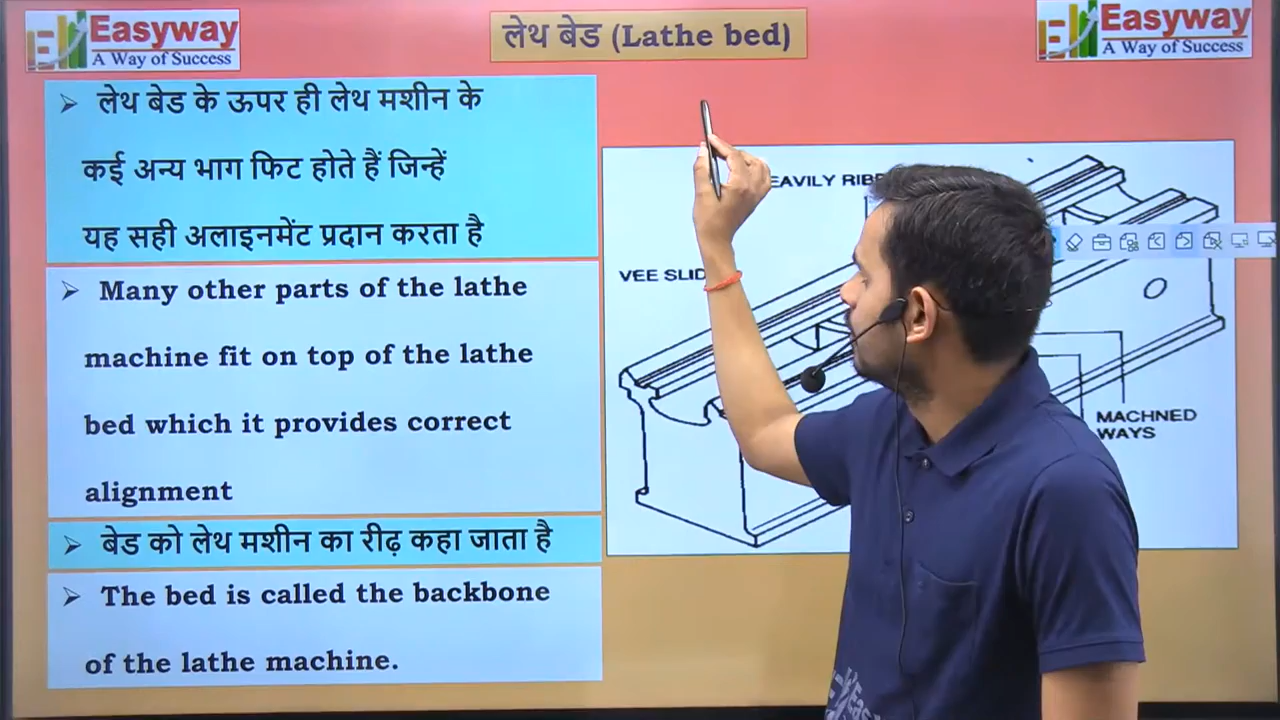 Easyway
A Way of Success
लेथ बेड (Lathe bed)
Easyway
A Way of Success
➢ लेथ बेड के ऊपर ही लेथ मशीन के
कई अन्य भाग फिट होते हैं जिन्हें
यह सही अलाइनमेंट प्रदान करता है
➢ Many other parts of the lathe
machine fit on top of the lathe
bed which it provides correct
alignment
➢ बेड को लेथ मशीन का रीढ़ कहा जाता है
➢ The bed is called the backbone
of the lathe machine.
VEE
MACHNED
WAYS